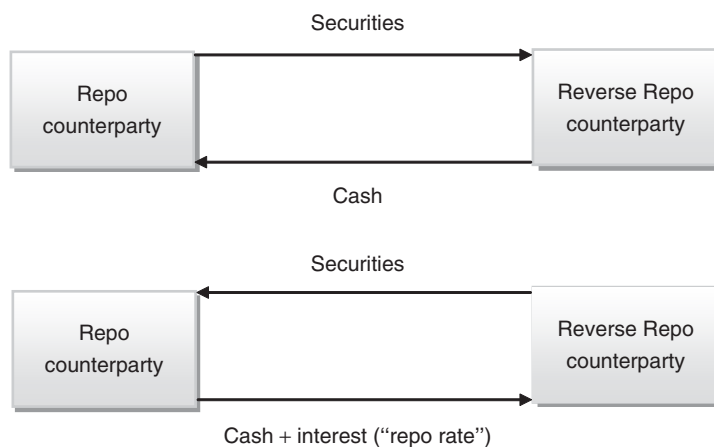 Securities
Repo
counterparty
Reverse Repo
counterparty
Cash
Securities
Repo
counterparty
Reverse Repo
counterparty
Cash + interest (‘‘repo rate’’)